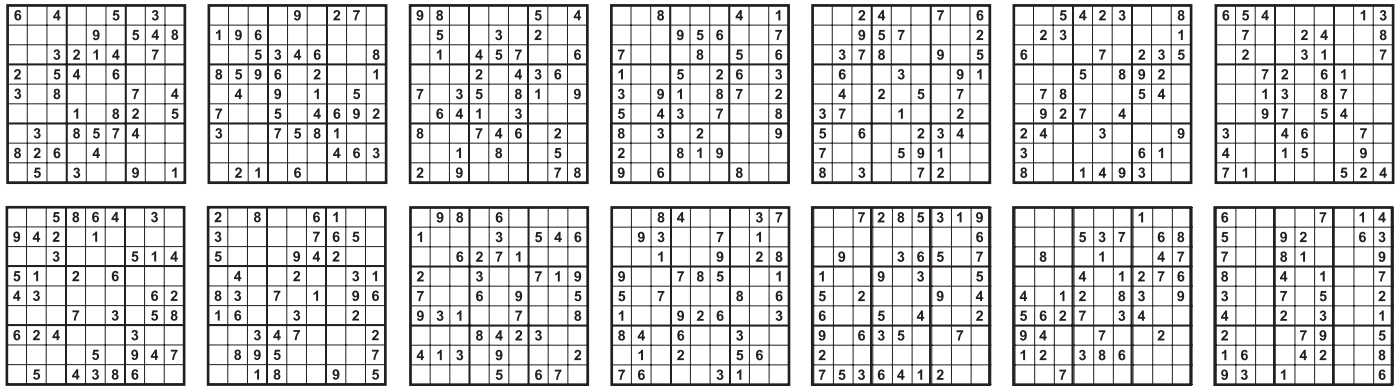 6 4 5 3 9 2 7 9 8 5 4 8 4 1 2 4 7 6 5 4 2 3 8 6 5 4 1 3
9 5 4 8 1 9 6 5 3 2 9 5 6 7 9 5 7 2 2 3 1 7 2 4 8
3 2 1 4 7 5 3 4 6 8 1 4 5 7 6 7 8 5 6 3 7 8 9 5 6 7 2 3 5 2 3 1 7
2 5 4 6 8 5 9 6 2 1 2 4 3 6 1 5 2 6 3 6 3 9 1 5 8 9 2 7 2 6 1
3 8 7 4 4 9 1 5 7 3 5 8 1 9 3 9 1 8 7 2 4 2 5 7 7 8 5 4 1 3 8 7
1 8 2 5 7 5 4 6 9 2 6 4 1 3 5 4 3 7 8 3 7 1 2 9 2 7 4 9 7 5 4
3 8 5 7 4 3 7 5 8 1 8 7 4 6 2 8 3 2 9 5 6 2 3 4 2 4 3 9 3 4 6 7
8 2 6 4 4 6 3 1 8 5 2 8 1 9 7 5 9 1 3 6 1 4 1 5 9
5 3 9 1 2 1 6 2 9 7 8 9 6 8 8 3 7 2 8 1 4 9 3 7 1 5 2 4
5 8 6 4 3 2 8 6 1 9 8 6 8 4 3 7 7 2 8 5 3 1 9 1 6 7 1 4
9 4 2 1 3 7 6 5 1 3 5 4 6 9 3 7 1 6 5 3 7 6 8 5 9 2 6 3
3 5 1 4 5 9 4 2 6 2 7 1 1 9 2 8 9 3 6 5 7 8 1 4 7 7 8 1 9
5 1 2 6 4 2 3 1 2 3 7 1 9 9 7 8 5 1 1 9 3 5 4 1 2 7 6 8 4 1 7
4 3 6 2 8 3 7 1 9 6 7 6 9 5 5 7 8 6 5 2 9 4 4 1 2 8 3 9 3 7 5 2
7 3 5 8 1 6 3 2 9 3 1 7 8 1 9 2 6 3 6 5 4 2 5 6 2 7 3 4 4 2 3 1
6 2 4 3 3 4 7 2 8 4 2 3 8 4 6 3 9 6 3 5 7 9 4 7 2 2 7 9 5
5 9 4 7 8 9 5 7 4 1 3 9 2 1 2 5 6 2 1 2 3 8 6 1 6 4 2 8
5 4 3 8 6 1 8 9 5 5 6 7 7 6 3 1 7 5 3 6 4 1 2 7 9 3 1 6